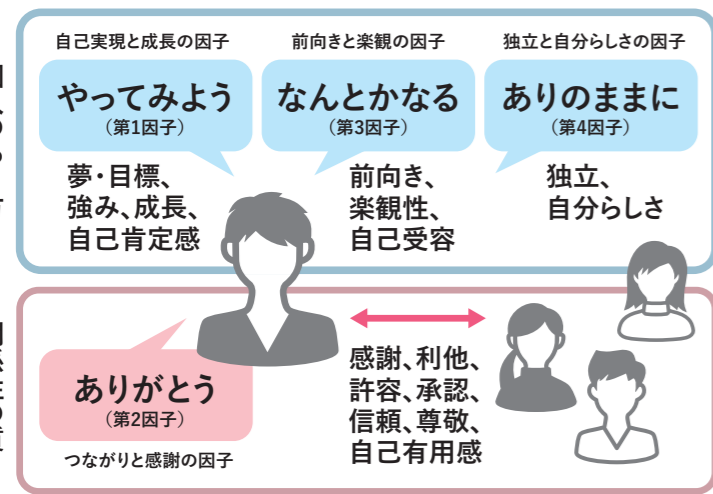 自己実現と成長の因子
やってみよう
（第1因子）
夢・目標、
強み、成長、
自己肯定感
前向きと楽観の因子
なんとかなる
（第3因子）
前向き、
楽観性、
自己受容
独立と自分らしさの因子
ありのままに
（第4因子）
独立、
自分らしさ
ありがとう
（第2因子）
つながりと感謝の因子
感謝、利他、
許容、承認、
信頼、尊敬、
自己有用感